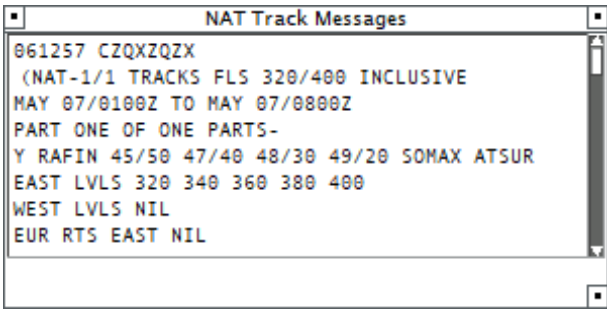 NAT Track Messages
061257 CZQXZQZX
(NAT-1/1 TRACKS FLS 320/400 INCLUSIVE
MAY 07/0100Z TO MAY 07/0800Z
PART ONE OF ONE PARTS-
Y RAFIN 45/50 47/40 48/30 49/20 SOMAX ATSUR
EAST LVLS 320 340 360 380 400
WEST LVLS NIL
EUR RTS EAST NIL